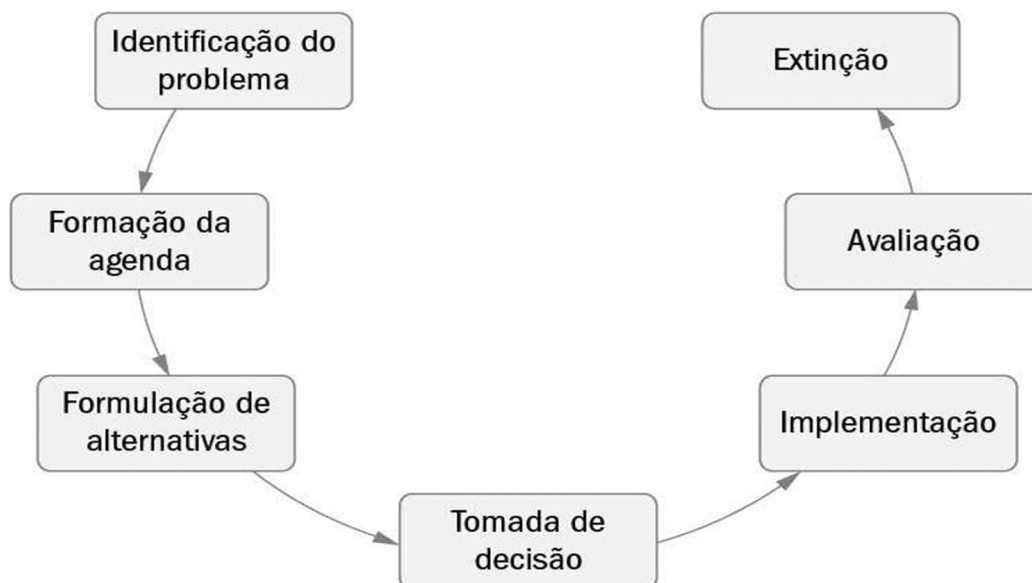 Identificação do
problema
Formação da
agenda
Formulação de
alternativas
Tomada de
decisão
Implementação
Avaliação
Extinção